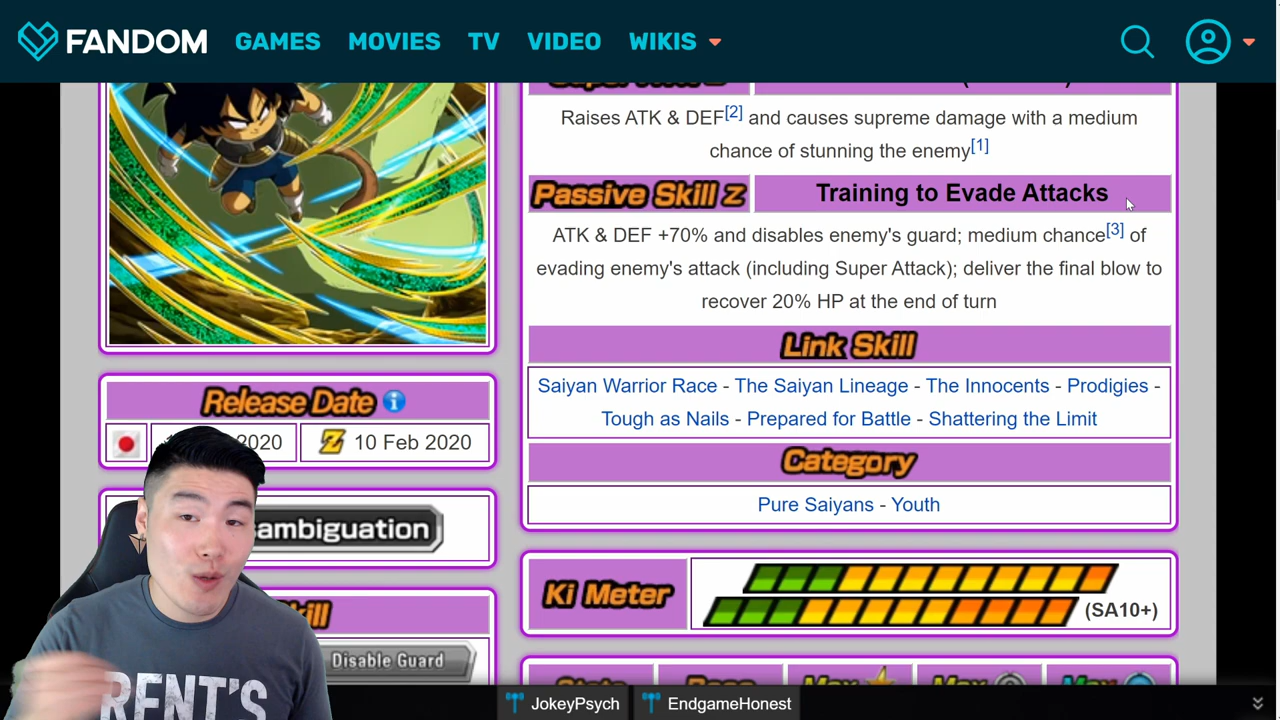 FANDOM GAMES MOVIES TV VIDEO WIKIS
Raises ATK & DEF[2] and causes supreme damage with a medium
chance of stunning the enemy[1]
Passive Skill Z Training to Evade Attacks
ATK & DEF +70% and disables enemy's guard; medium chance[3] of
evading enemy's attack (including Super Attack); deliver the final blow to
recover 20% HP at the end of turn
Link Skill
Saiyan Warrior Race - The Saiyan Lineage - The Innocents - Prodigies -
Tough as Nails - Prepared for Battle - Shattering the Limit
Category
Pure Saiyans - Youth
Release Date
2020 Z 10 Feb 2020
sambiguation
Ki Meter
(SA10+)
Disable Guard
RENT'S
JokeyPsych EndgameHonest